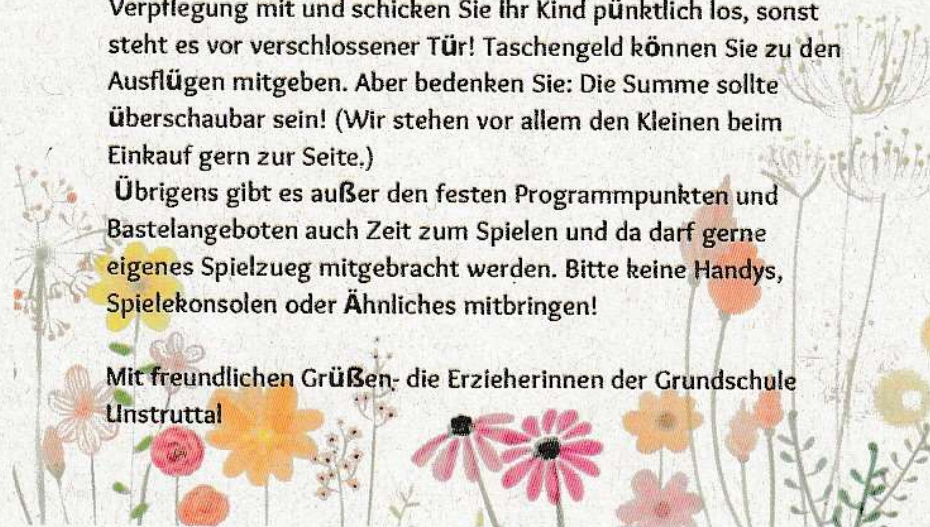 Verpflegung mit und schicken Sie Ihr Kind pünktlich los, sonst
steht es vor verschlossener Tür! Taschengeld können Sie zu den
Ausflügen mitgeben. Aber bedenken Sie: Die Summe sollte
überschaubar sein! (Wir stehen vor allem den Kleinen beim
Einkauf gern zur Seite.)
Übrigens gibt es außer den festen Programmpunkten und
Bastelangeboten auch Zeit zum Spielen und da darf gerne
eigenes Spielzueg mitgebracht werden. Bitte keine Handys,
Spielekonsolen oder Ähnliches mitbringen!
Mit freundlichen Grüßen- die Erzieherinnen der Grundschule
Unstruttal